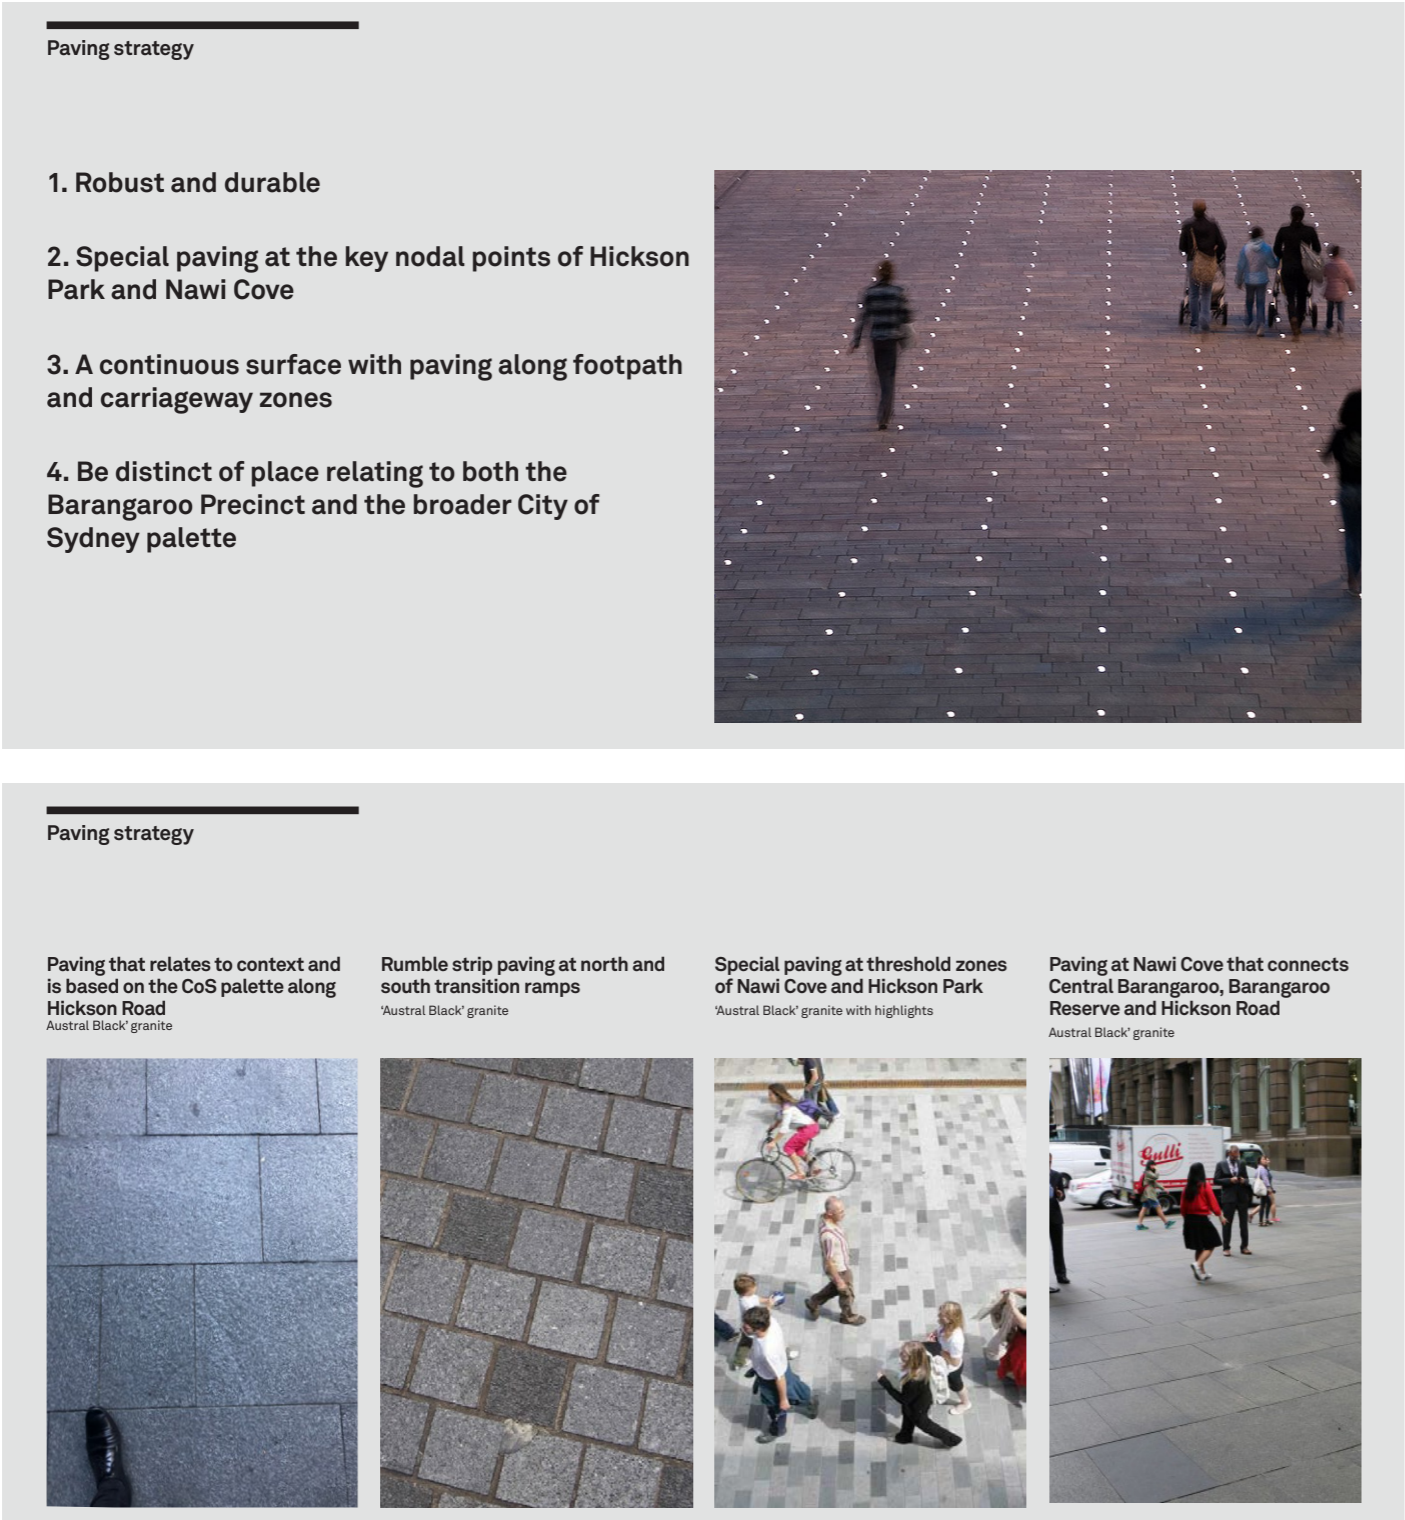 Paving strategy
1. Robust and durable
2. Special paving at the key nodal points of Hickson
Park and Nawi Cove
3. A continuous surface with paving along footpath
and carriageway zones
4. Be distinct of place relating to both the
Barangaroo Precinct and the broader City of
Sydney palette
Paving strategy
Paving that relates to context and
is based on the CoS palette along
Hickson Road
Austral Black’ granite
Rumble strip paving at north and
south transition ramps
‘Austral Black’ granite
Special paving at threshold zones
of Nawi Cove and Hickson Park
‘Austral Black’ granite with highlights
Paving at Nawi Cove that connects
Central Barangaroo, Barangaroo
Reserve and Hickson Road
Austral Black’ granite
Gulli